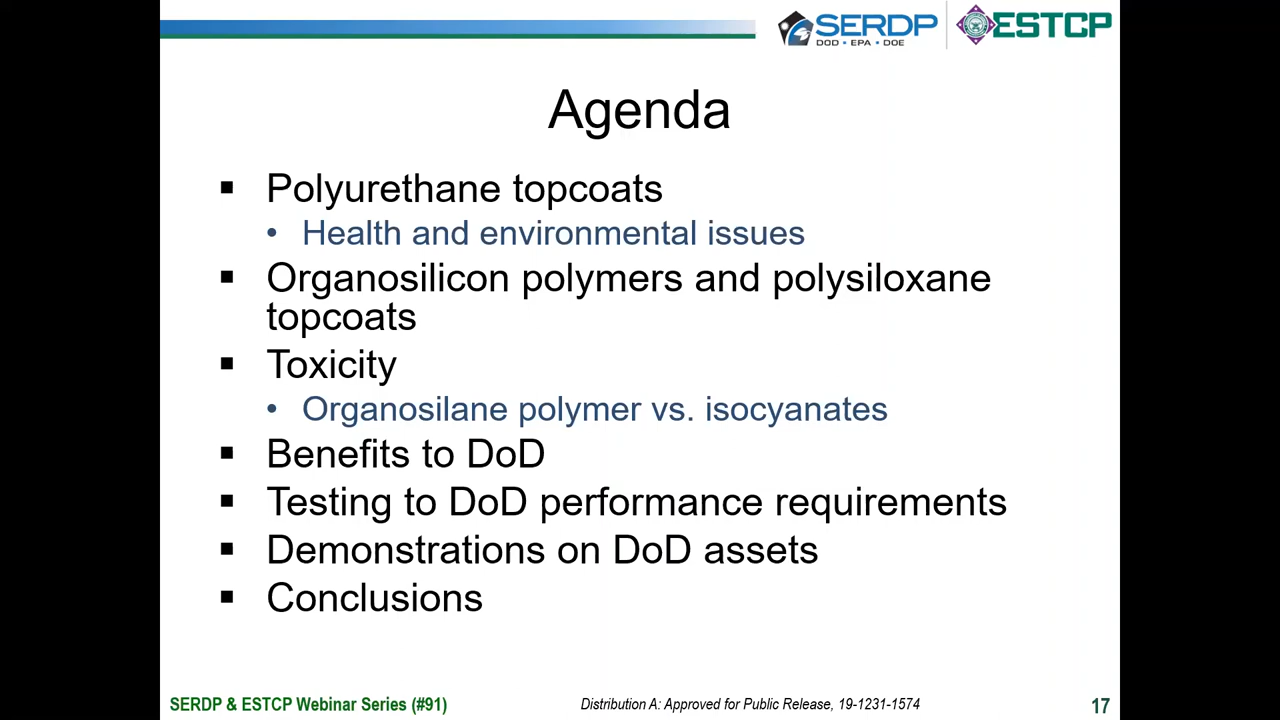 SERDP
DOD • EPA • DOE
ESTCP
Agenda
▪ Polyurethane topcoats
• Health and environmental issues
▪ Organosilicon polymers and polysiloxane
topcoats
▪ Toxicity
• Organosilane polymer vs. isocyanates
▪ Benefits to DoD
▪ Testing to DoD performance requirements
▪ Demonstrations on DoD assets
▪ Conclusions
SERDP & ESTCP Webinar Series (#91)
Distribution A: Approved for Public Release, 19-1231-1574
17